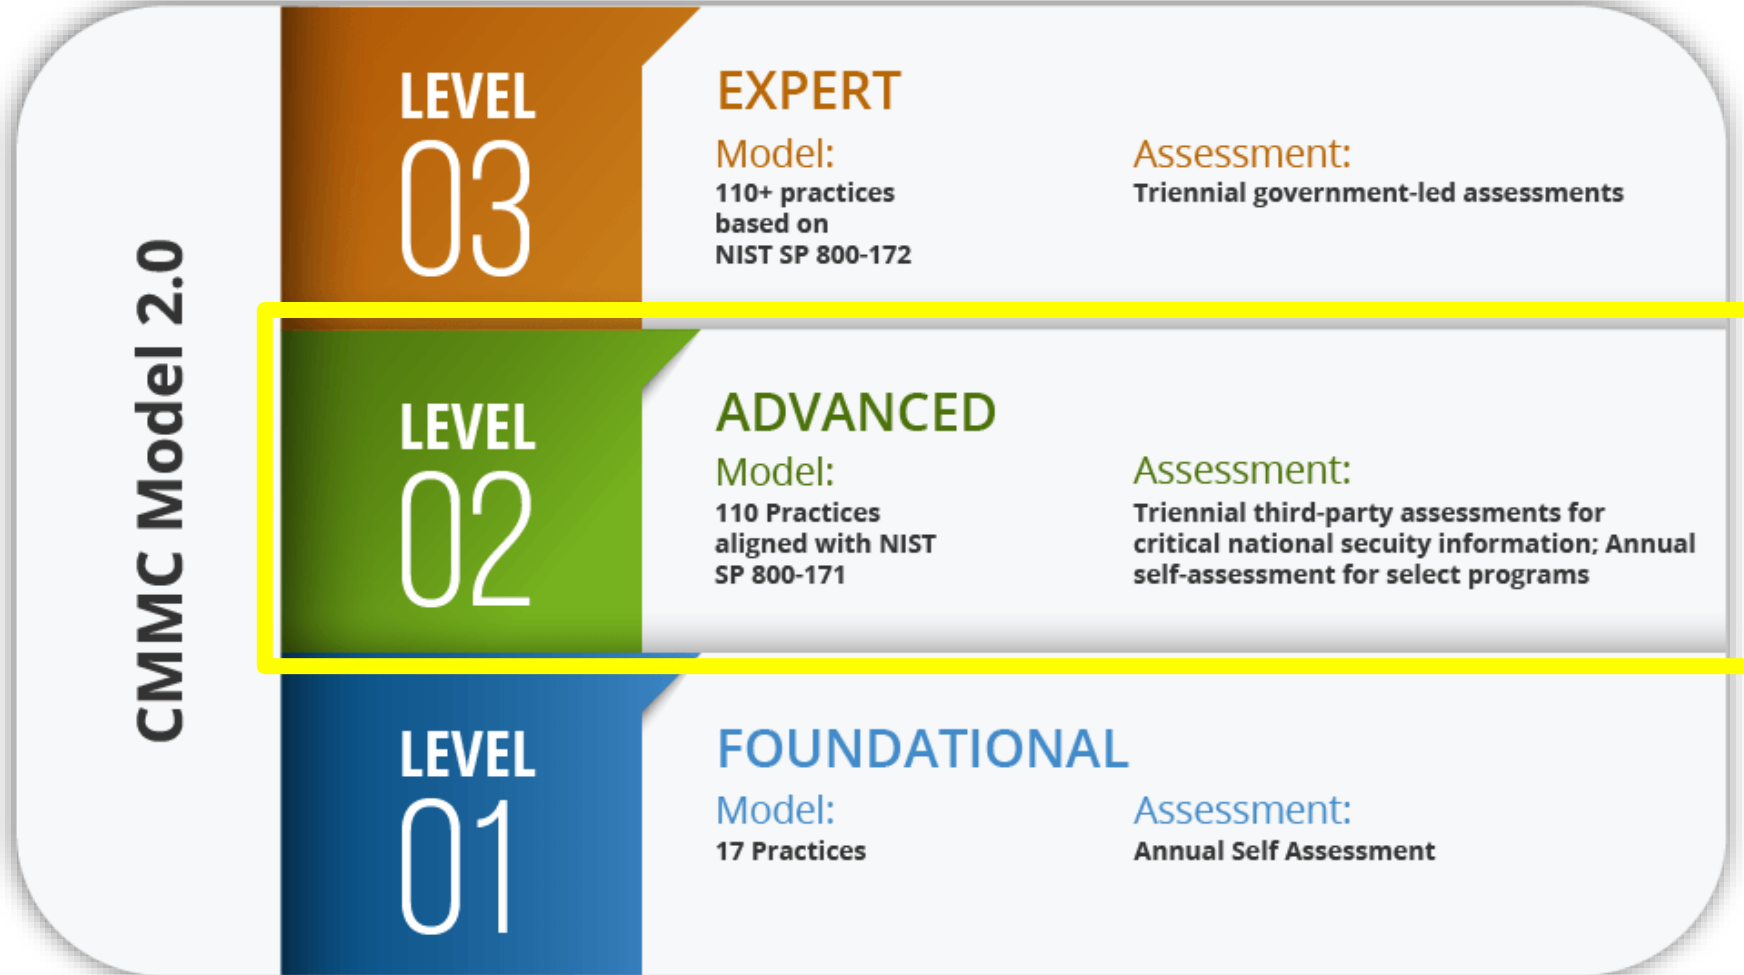 CMMC Model 2.0
LEVEL
03
EXPERT
Model:
110+ practices
based on
NIST SP 800-172
Assessment:
Triennial government-led assessments
LEVEL
02
ADVANCED
Model:
110 Practices
aligned with NIST
SP 800-171
Assessment:
Triennial third-party assessments for
critical national secuity information; Annual
self-assessment for select programs
LEVEL
01
FOUNDATIONAL
Model:
17 Practices
Assessment:
Annual Self Assessment